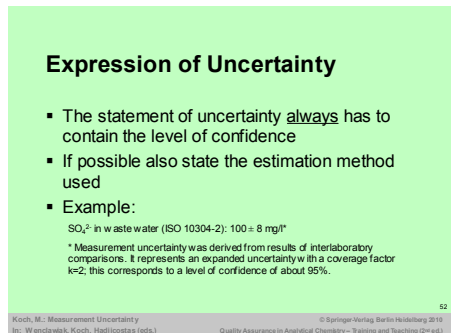 Expression of Uncertainty
▪ The statement of uncertainty always has to
contain the level of confidence
▪ If possible also state the estimation method
used
▪ Example:
SO₄²⁻ in waste water (ISO 10304-2): 100 ± 8 mg/l*
* Measurement uncertainty was derived from results of interlaboratory
comparisons. It represents an expanded uncertainty with a coverage factor
k=2; this corresponds to a level of confidence of about 95%.
52
Koch, M.: Measurement Uncertainty © Springer-Verlag, Berlin Heidelberg 2010
In: Wenclawiak, Koch, Hadjicostas (eds.) Quality Assurance in Analytical Chemistry – Training and Teaching (2nd ed.)